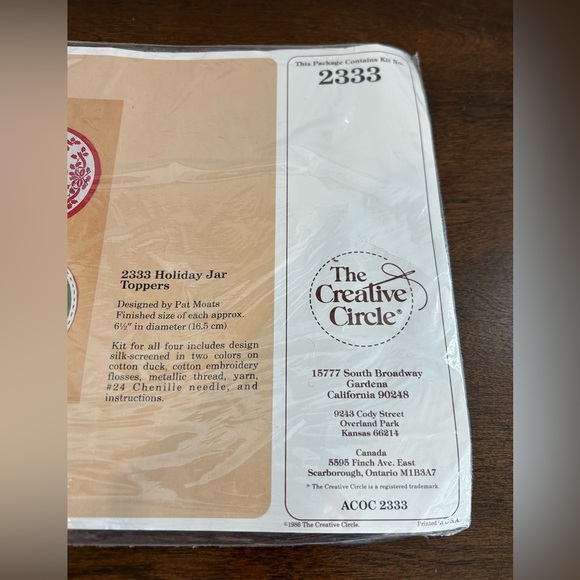 This Package Contains Kit No.
2333
2333 Holiday Jar
Toppers
Designed by Pat Moats
Finished size of each approx.
6½" in diameter (16.5 cm)
Kit for all four includes design
silk-screened in two colors on
cotton duck, cotton embroidery
flosses, metallic thread, yarn,
#24 Chenille needle, and
instructions.
The
Creative
Circle®
15777 South Broadway
Gardena
California 90248
9243 Cody Street
Overland Park
Kansas 66214
Canada
5595 Finch Ave. East
Scarborough, Ontario M1B3A7
® The Creative Circle is a registered trademark.
ACOC 2333
©1986 The Creative Circle.
Printed USA